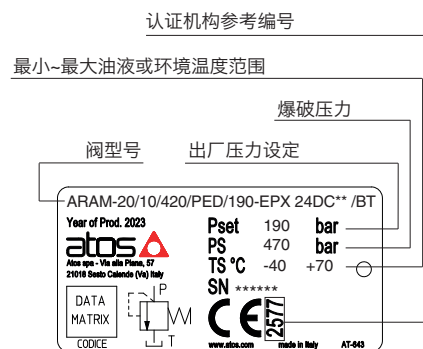 认证机构参考编号
最小~最大油液或环境温度范围
爆破压力
阀型号 出厂压力设定
ARAM-20/10/420/PED/190-EPX 24DC** /BT
Year of Prod. 2023
atos
Atos spa - Via alla Piana, 57
21018 Sesto Calende (Va) Italy
Pset 190 bar
PS 470 bar
TS °C -40 +70
SN ******
DATA
MATRIX
CODICE
P
T
CE 2577
www.atos.com made in Italy AT-643